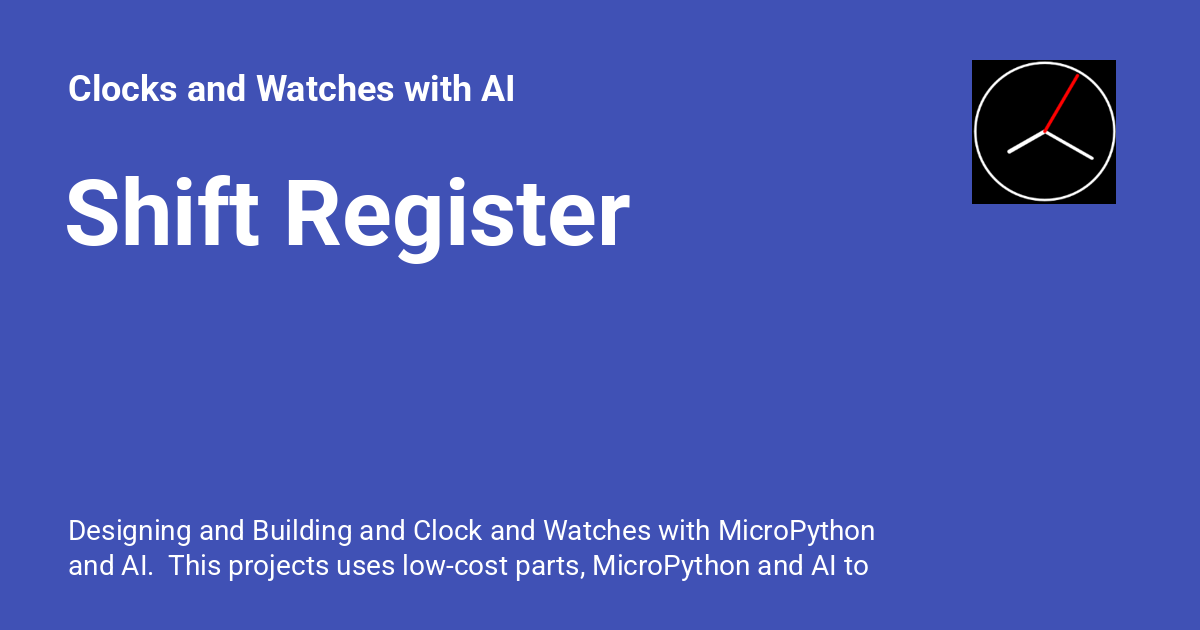 Clocks and Watches with AI
Shift Register
Designing and Building and Clock and Watches with MicroPython
and AI.  This projects uses low-cost parts, MicroPython and AI to